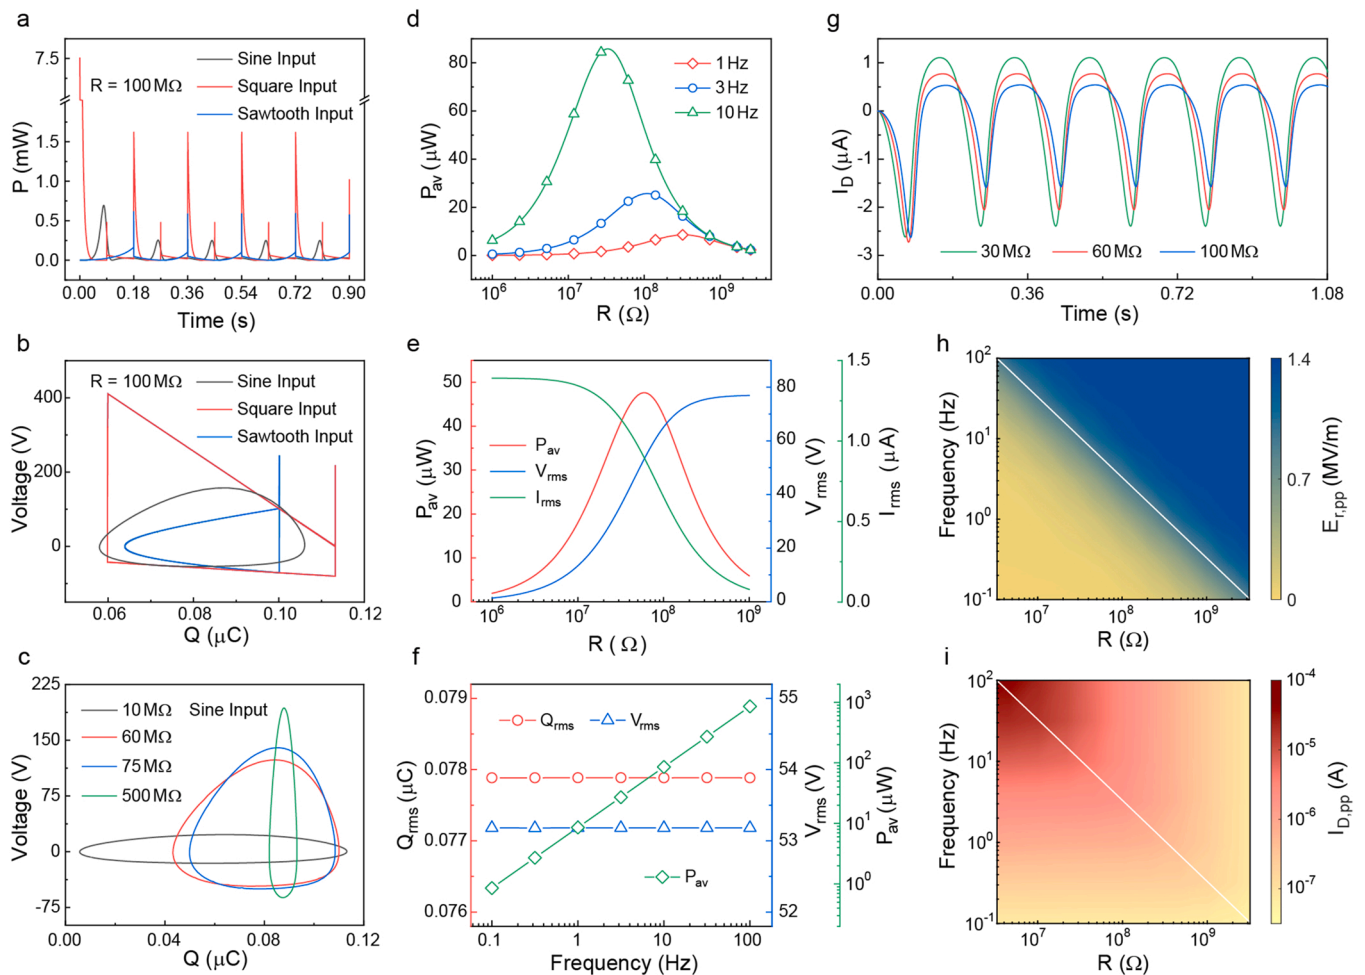 a
7.5
1.5
1.0
0.5
0.0
P (mW)
R = 100 MΩ
Sine Input
Square Input
Sawtooth Input
0.00 0.18 0.36 0.54 0.72 0.90
Time (s)
b
400
200
0
Voltage (V)
R = 100 MΩ
Sine Input
Square Input
Sawtooth Input
0.06 0.08 0.10 0.12
Q (μC)
c
225
150
75
0
-75
Voltage (V)
10 MΩ Sine Input
60 MΩ
75 MΩ
500 MΩ
0.00 0.04 0.08 0.12
Q (μC)
d
80
60
40
20
0
Pav (μW)
1 Hz
3 Hz
10 Hz
10⁶ 10⁷ 10⁸ 10⁹
R (Ω)
e
50
40
30
20
10
0
Pav (μW)
Pav
Vrms
Irms
80
60
40
20
0
Vrms (V)
1.5
1.0
0.5
0.0
Irms (μA)
10⁶ 10⁷ 10⁸ 10⁹
R ( Ω)
f
0.079
0.078
0.077
0.076
Qrms (μC)
Qrms Vrms
Pav
55
54
53
52
Vrms (V)
10³
10²
10¹
10⁰
Pav (μW)
0.1 1 10 100
Frequency (Hz)
g
1
0
-1
-2
-3
ID (μA)
30 MΩ 60 MΩ 100 MΩ
0.00 0.36 0.72 1.08
Time (s)
h
10²
10¹
10⁰
10⁻¹
Frequency (Hz)
10⁷ 10⁸ 10⁹
R (Ω)
1.4
0.7
0
Er,pp (MV/m)
i
10²
10¹
10⁰
10⁻¹
Frequency (Hz)
10⁷ 10⁸ 10⁹
R (Ω)
10⁻⁴
10⁻⁵
10⁻⁶
10⁻⁷
ID,pp (A)